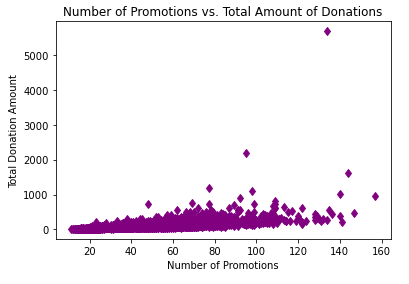 Number of Promotions vs. Total Amount of Donations
Total Donation Amount
5000
4000
3000
2000
1000
0
20 40 60 80 100 120 140 160
Number of Promotions